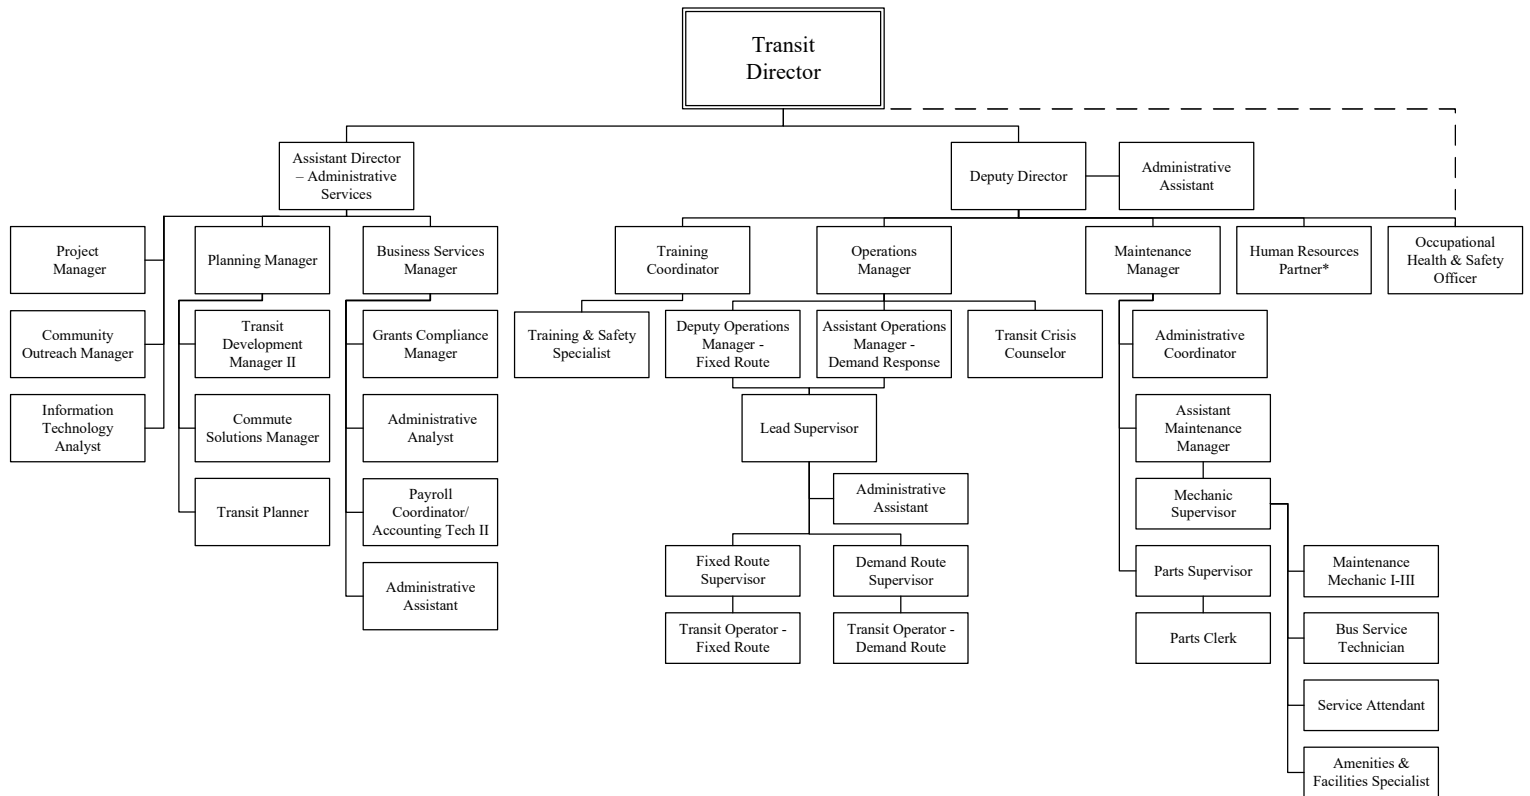 Transit
Director
Assistant Director
– Administrative
Services
Deputy Director
Administrative
Assistant
Project
Manager
Planning Manager
Business Services
Manager
Training
Coordinator
Operations
Manager
Maintenance
Manager
Human Resources
Partner*
Occupational
Health & Safety
Officer
Community
Outreach Manager
Transit
Development
Manager II
Grants Compliance
Manager
Training & Safety
Specialist
Deputy Operations
Manager -
Fixed Route
Assistant Operations
Manager -
Demand Response
Transit Crisis
Counselor
Administrative
Coordinator
Information
Technology
Analyst
Commute
Solutions Manager
Administrative
Analyst
Lead Supervisor
Assistant
Maintenance
Manager
Transit Planner
Payroll
Coordinator/
Accounting Tech II
Administrative
Assistant
Mechanic
Supervisor
Administrative
Assistant
Fixed Route
Supervisor
Demand Route
Supervisor
Parts Supervisor
Maintenance
Mechanic I-III
Transit Operator -
Fixed Route
Transit Operator -
Demand Route
Parts Clerk
Bus Service
Technician
Service Attendant
Amenities &
Facilities Specialist